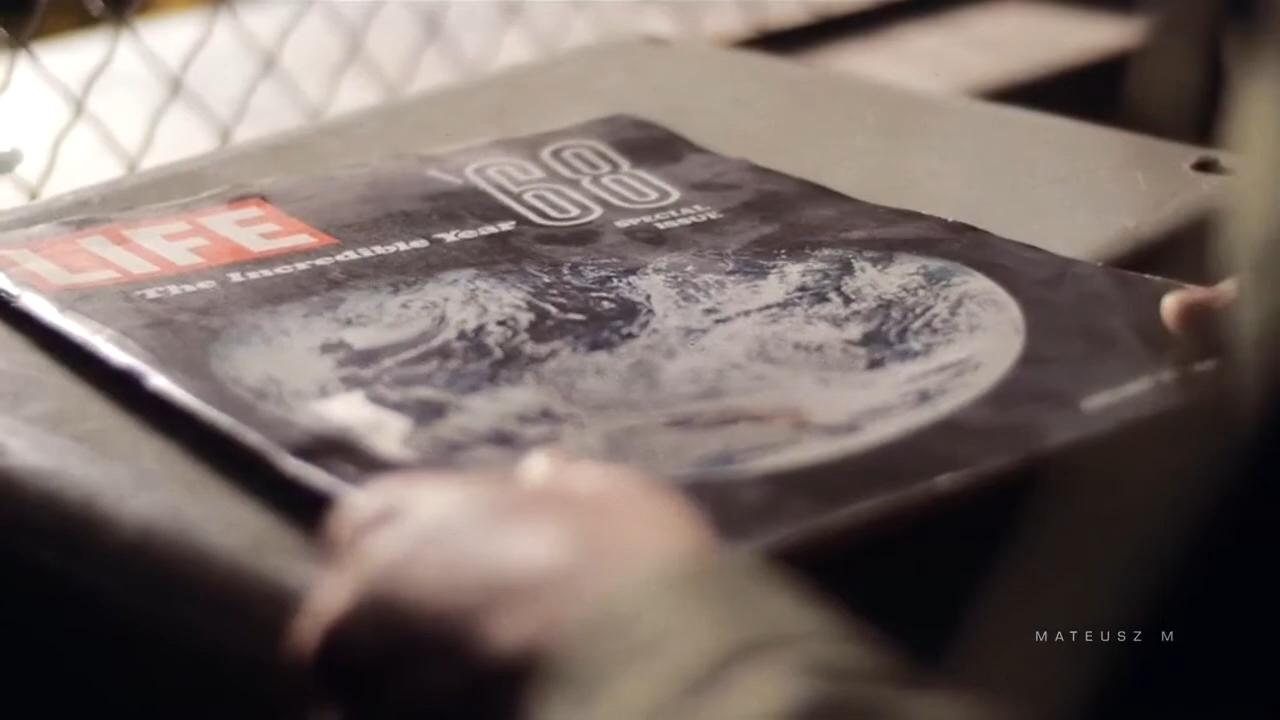 LIFE
The Incredible Year
'68
SPECIAL
ISSUE
MATEUSZ M